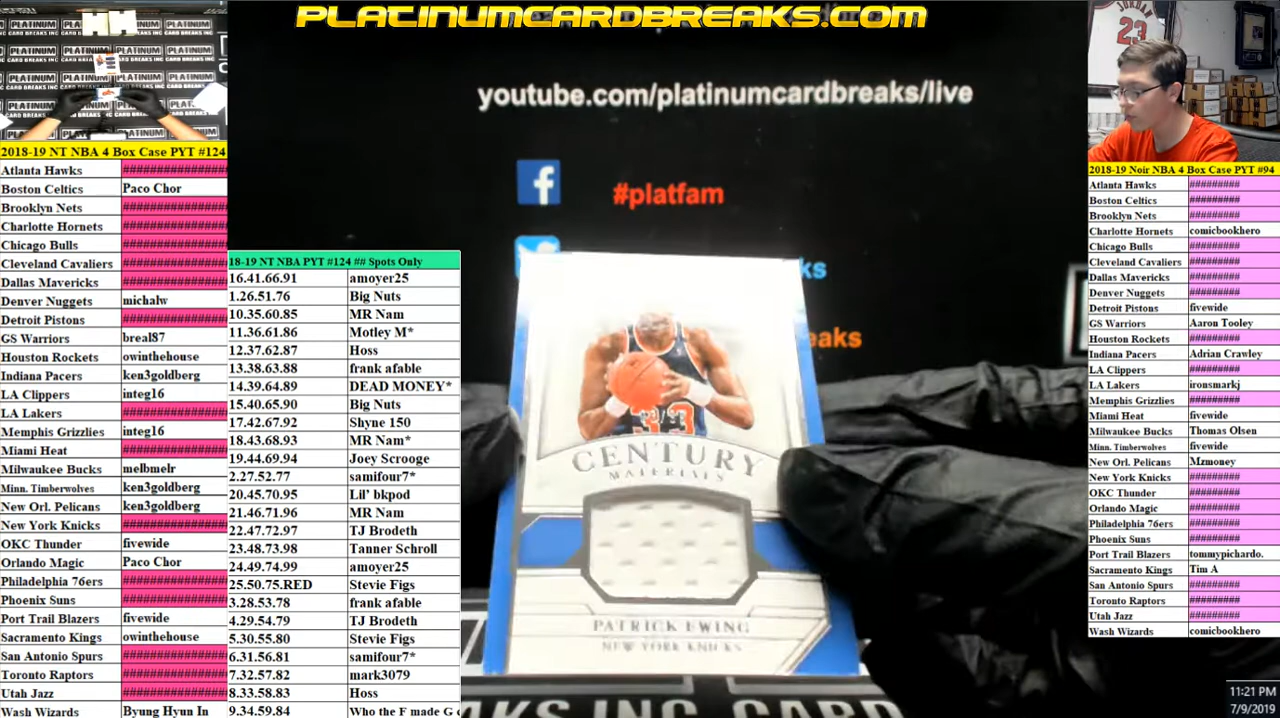 PLATINUMCARDBREAKS.COM
youtube.com/platinumcardbreaks/live
#platfam
ks
eaks
JORDAN
23
PLATINUM
CARD BREAKS INC
2018-19 NT NBA 4 Box Case PYT #124
Atlanta Hawks ##########
Boston Celtics Paco Chor
Brooklyn Nets ##########
Charlotte Hornets ##########
Chicago Bulls ##########
Cleveland Cavaliers ##########
Dallas Mavericks ##########
Denver Nuggets michalw
Detroit Pistons ##########
GS Warriors breal87
Houston Rockets owinthehouse
Indiana Pacers ken3goldberg
LA Clippers integ16
LA Lakers ##########
Memphis Grizzlies integ16
Miami Heat ##########
Milwaukee Bucks melbmelr
Minn. Timberwolves ken3goldberg
New Orl. Pelicans ken3goldberg
New York Knicks ##########
OKC Thunder fivewide
Orlando Magic Paco Chor
Philadelphia 76ers ##########
Phoenix Suns ##########
Port Trail Blazers fivewide
Sacramento Kings owinthehouse
San Antonio Spurs ##########
Toronto Raptors ##########
Utah Jazz ##########
Wash Wizards Byung Hyun In
18-19 NT NBA PYT #124 ## Spots Only
16.41.66.91 amoyer25
1.26.51.76 Big Nuts
10.35.60.85 MR Nam
11.36.61.86 Motley M*
12.37.62.87 Hoss
13.38.63.88 frank afable
14.39.64.89 DEAD MONEY*
15.40.65.90 Big Nuts
17.42.67.92 Shyne 150
18.43.68.93 MR Nam*
19.44.69.94 Joey Scrooge
2.27.52.77 samifour7*
20.45.70.95 Lil' bkpod
21.46.71.96 MR Nam
22.47.72.97 TJ Brodeth
23.48.73.98 Tanner Schroll
24.49.74.99 amoyer25
25.50.75.RED Stevie Figs
3.28.53.78 frank afable
4.29.54.79 TJ Brodeth
5.30.55.80 Stevie Figs
6.31.56.81 samifour7*
7.32.57.82 mark3079
8.33.58.83 Hoss
9.34.59.84 Who the F made G
33
CENTURY
MATERIALS
PATRICK EWING
NEW YORK KNICKS
EAKS INC CARD
2018-19 Noir NBA 4 Box Case PYT #94
Atlanta Hawks #########
Boston Celtics #########
Brooklyn Nets #########
Charlotte Hornets comicbookhero
Chicago Bulls #########
Cleveland Cavaliers #########
Dallas Mavericks #########
Denver Nuggets #########
Detroit Pistons fivewide
GS Warriors Aaron Tooley
Houston Rockets #########
Indiana Pacers Adrian Crawley
LA Clippers #########
LA Lakers ironsmarkj
Memphis Grizzlies #########
Miami Heat fivewide
Milwaukee Bucks Thomas Olsen
Minn. Timberwolves fivewide
New Orl. Pelicans Mzmoney
New York Knicks #########
OKC Thunder #########
Orlando Magic #########
Philadelphia 76ers #########
Phoenix Suns #########
Port Trail Blazers tommypichardo.
Sacramento Kings Tim A
San Antonio Spurs #########
Toronto Raptors #########
Utah Jazz #########
Wash Wizards comicbookhero
11:21 PM
7/9/2019